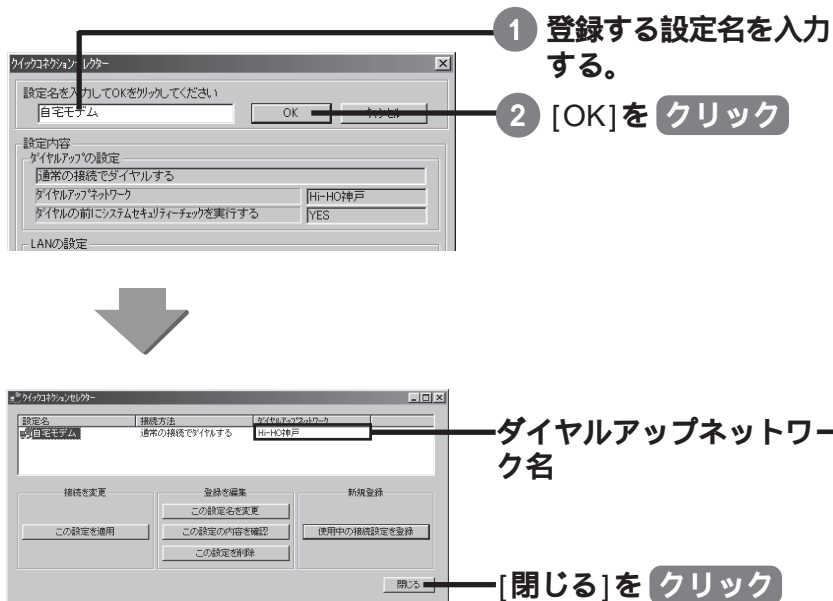 1 登録する設定名を入力
する。
クイックコネクションセレクター
設定名を入力してOKをクリックしてください
自宅モデム
OK
キャンセル
2 [OK]を クリック
設定内容
ダイヤルアップの設定
通常の接続でダイヤルする
ダイヤルアップネットワーク Hi-HO神戸
ダイヤルの前にシステムセキュリティーチェックを実行する YES
LANの設定
クイックコネクションセレクター
設定名 接続方法 ダイヤルアップネットワーク
自宅モデム 通常の接続でダイヤルする Hi-HO神戸
ダイヤルアップネットワー
ク名
接続を変更 登録を編集 新規登録
この設定名を変更
この設定を適用 この設定の内容を確認 使用中の接続設定を登録
この設定を削除
閉じる
[閉じる]を クリック